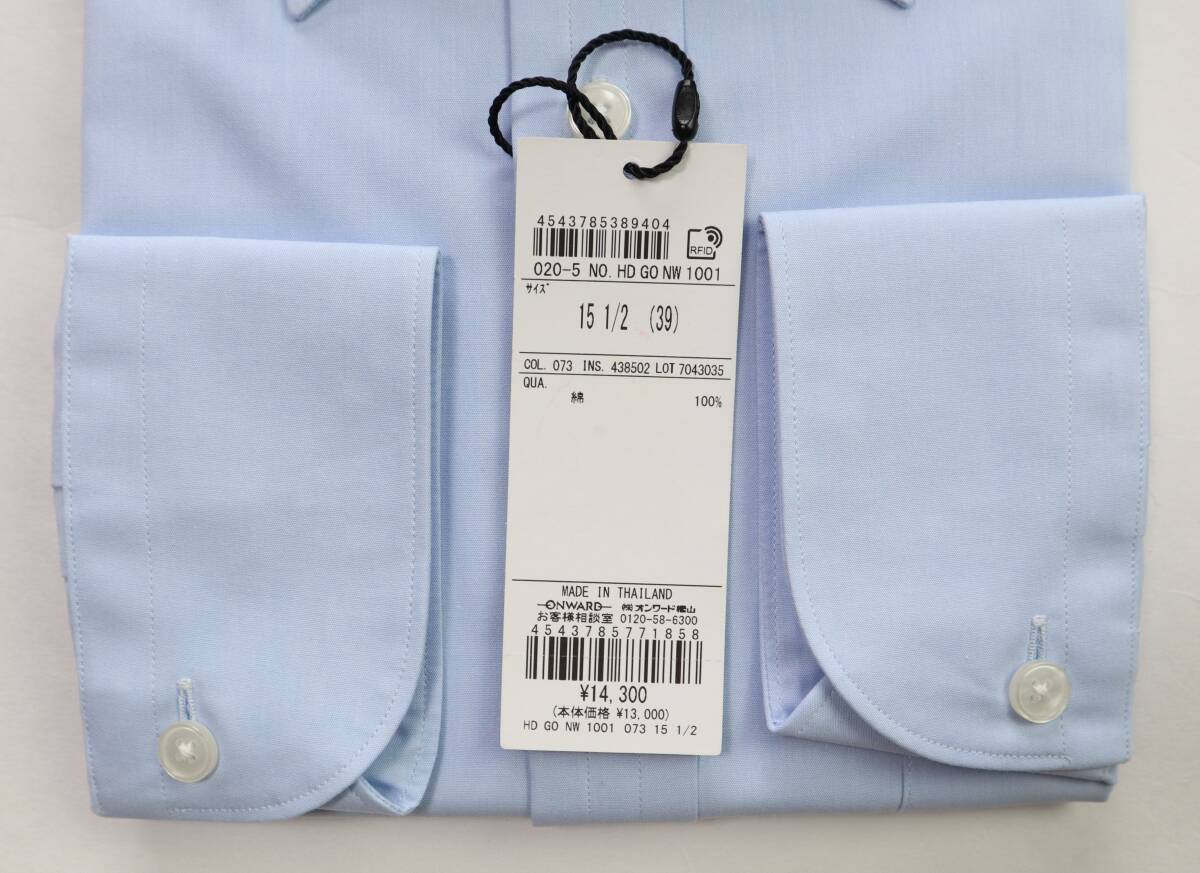 4543785389404
RFID
020-5 NO. HD GO NW 1001
サイズ
15 1/2 (39)
COL. 073 INS. 438502 LOT 7043035
QUA.
綿 100%
MADE IN THAILAND
ONWARD ㈱オンワード樫山
お客様相談室 0120-58-6300
4543785771858
¥14,300
(本体価格 ¥13,000)
HD GO NW 1001 073 15 1/2